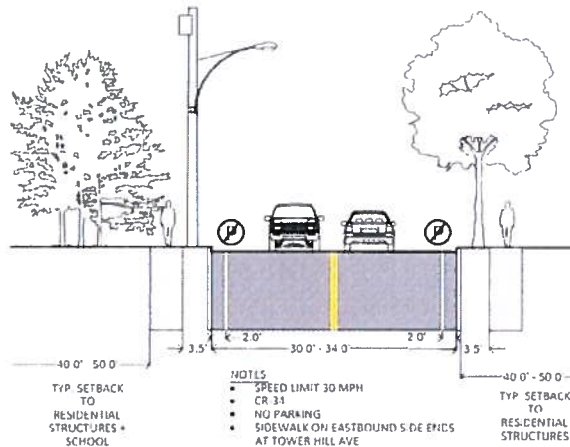 2.0' 2.0'
3.5' 30.0' - 34.0' 3.5'
40.0' - 50.0'
TYP. SETBACK
TO
RESIDENTIAL
STRUCTURES +
SCHOOL
NOTES
• SPEED LIMIT 30 MPH
• CR 31
• NO PARKING
• SIDEWALK ON EASTBOUND SIDE ENDS
AT TOWER HILL AVE
40.0' - 50.0'
TYP. SETBACK
TO
RESIDENTIAL
STRUCTURES